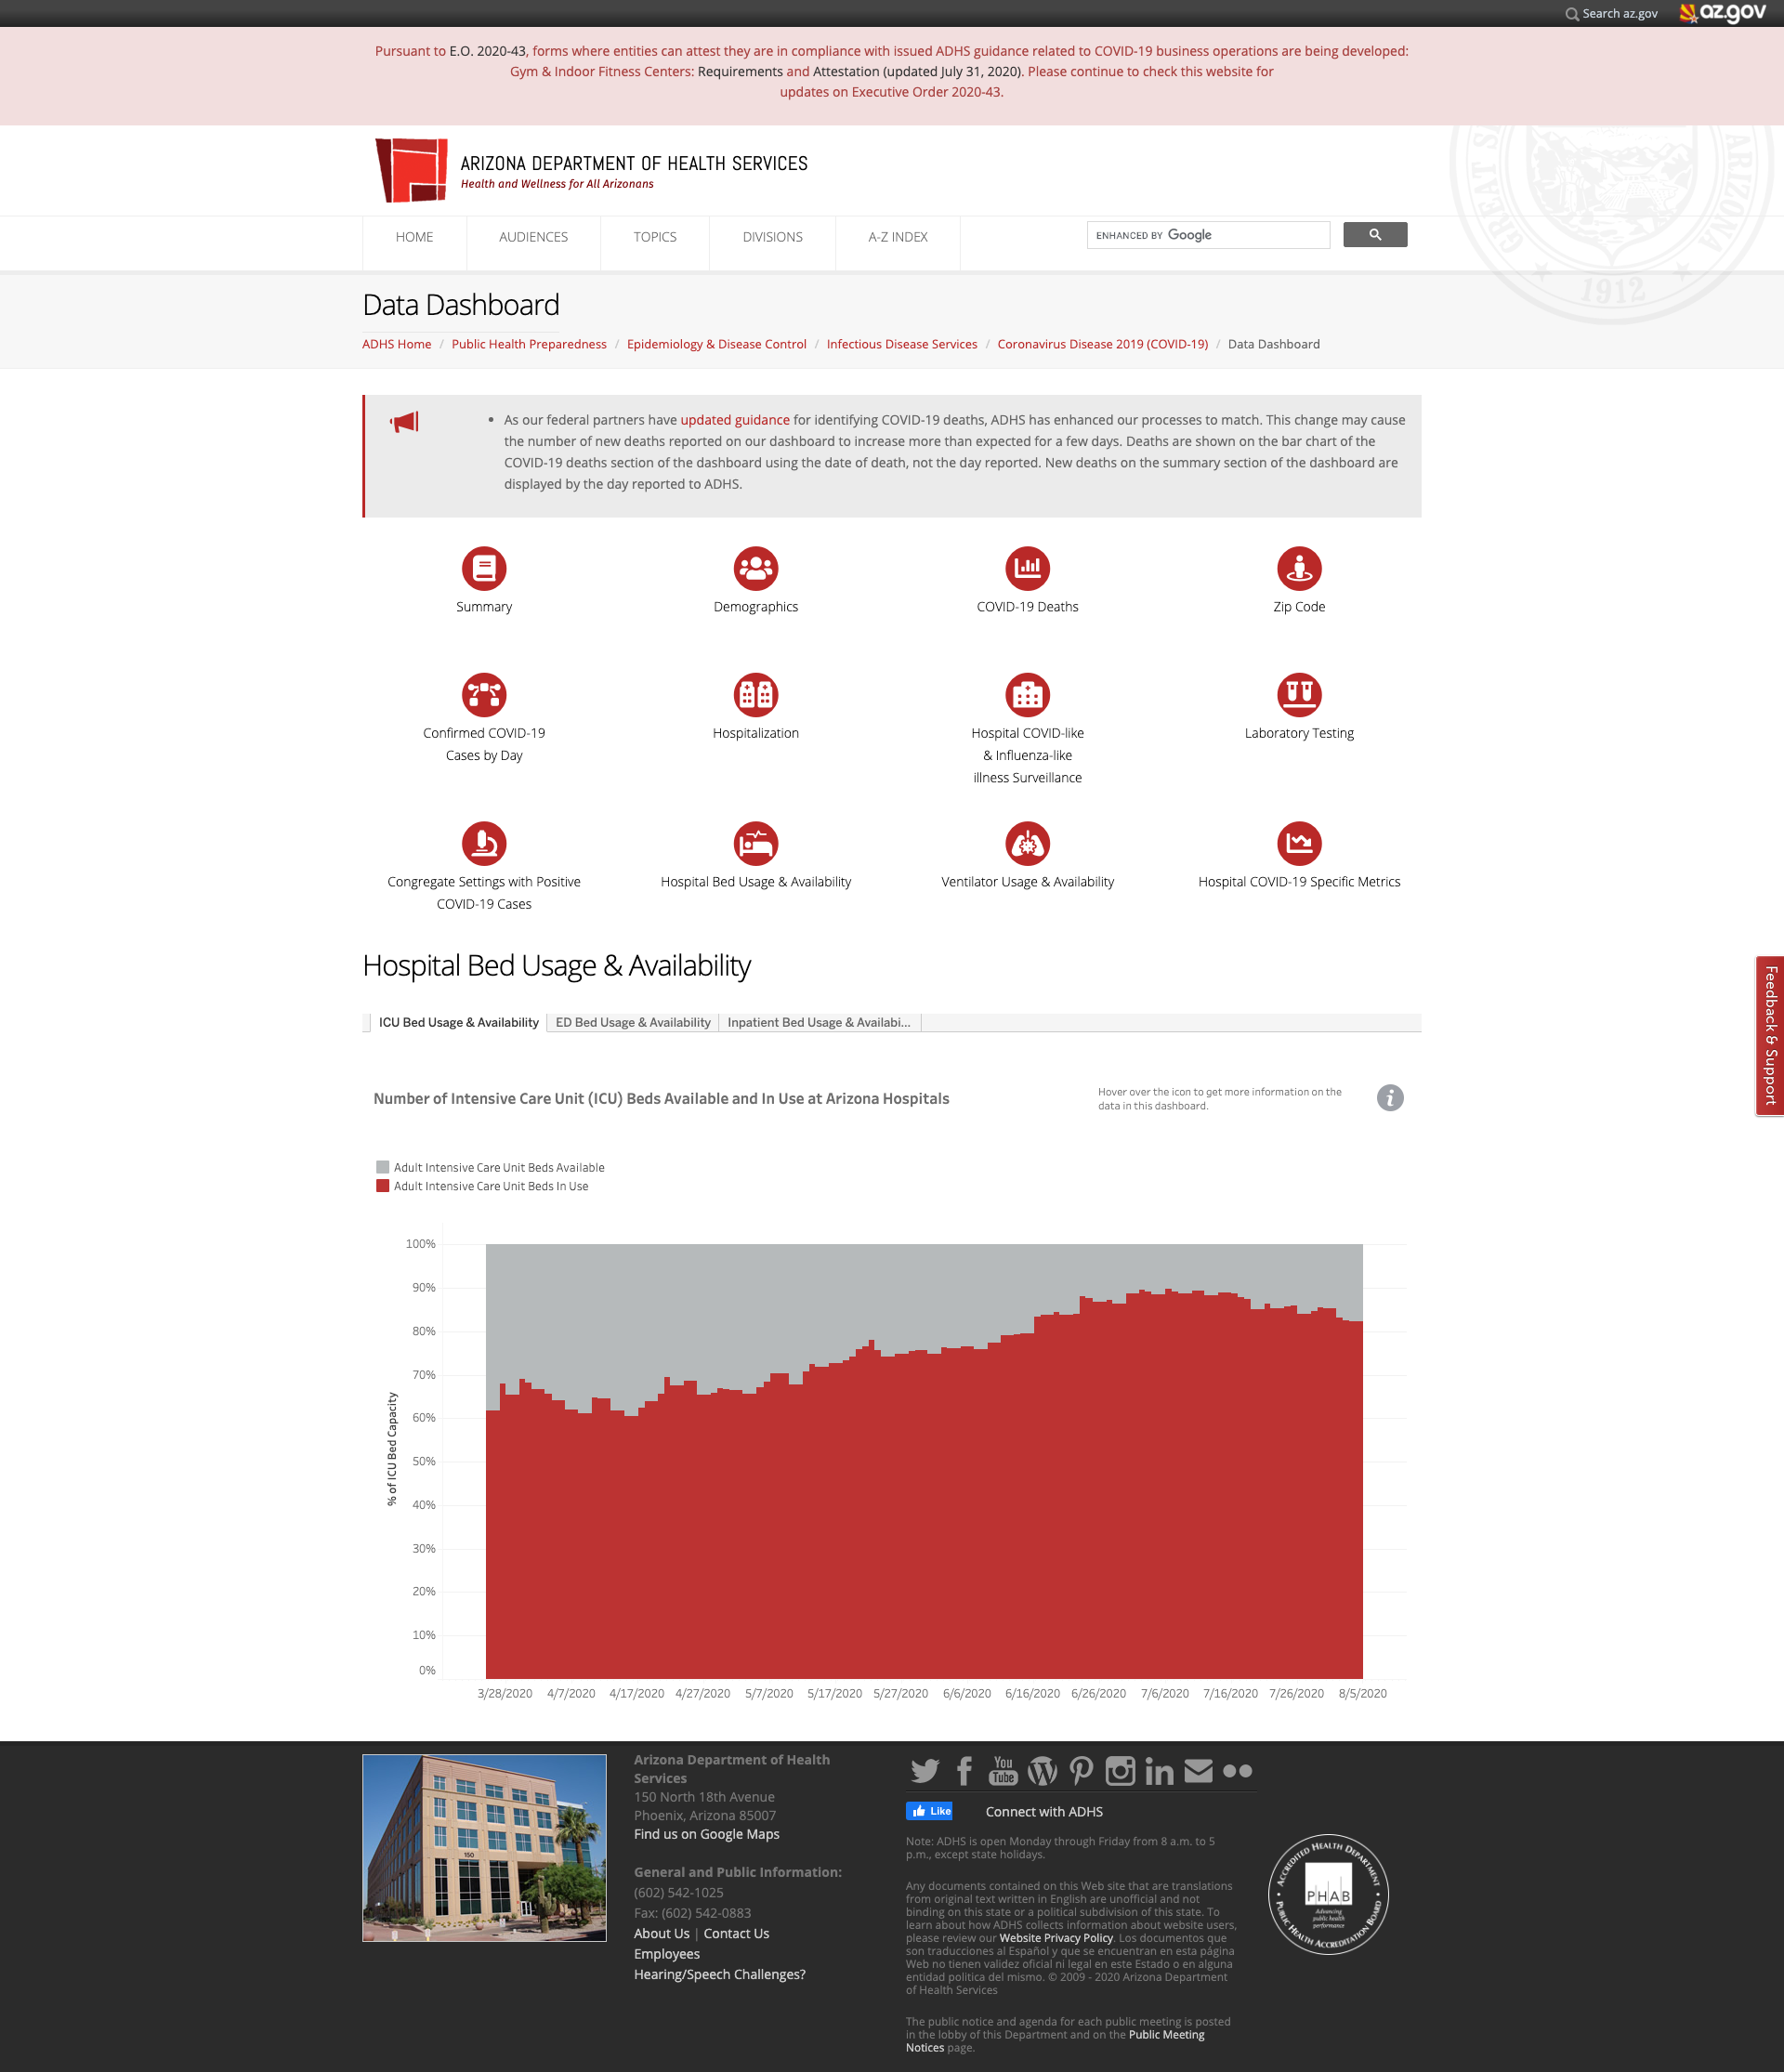 Search az.gov
az.gov
Pursuant to E.O. 2020-43, forms where entities can attest they are in compliance with issued ADHS guidance related to COVID-19 business operations are being developed:
Gym & Indoor Fitness Centers: Requirements and Attestation (updated July 31, 2020). Please continue to check this website for
updates on Executive Order 2020-43.
ARIZONA DEPARTMENT OF HEALTH SERVICES
Health and Wellness for All Arizonans
GREAT
ARIZONA
1912
HOME
AUDIENCES
TOPICS
DIVISIONS
A-Z INDEX
ENHANCED BY Google
Data Dashboard
ADHS Home / Public Health Preparedness / Epidemiology & Disease Control / Infectious Disease Services / Coronavirus Disease 2019 (COVID-19) / Data Dashboard
• As our federal partners have updated guidance for identifying COVID-19 deaths, ADHS has enhanced our processes to match. This change may cause
the number of new deaths reported on our dashboard to increase more than expected for a few days. Deaths are shown on the bar chart of the
COVID-19 deaths section of the dashboard using the date of death, not the day reported. New deaths on the summary section of the dashboard are
displayed by the day reported to ADHS.
Summary
Demographics
COVID-19 Deaths
Zip Code
Confirmed COVID-19
Cases by Day
Hospitalization
Hospital COVID-like
& Influenza-like
illness Surveillance
Laboratory Testing
Congregate Settings with Positive
COVID-19 Cases
Hospital Bed Usage & Availability
Ventilator Usage & Availability
Hospital COVID-19 Specific Metrics
Hospital Bed Usage & Availability
Feedback & Support
ICU Bed Usage & Availability
ED Bed Usage & Availability
Inpatient Bed Usage & Availabi...
Number of Intensive Care Unit (ICU) Beds Available and In Use at Arizona Hospitals
Hover over the icon to get more information on the
data in this dashboard.
i
Adult Intensive Care Unit Beds Available
Adult Intensive Care Unit Beds In Use
% of ICU Bed Capacity
100%
90%
80%
70%
60%
50%
40%
30%
20%
10%
0%
3/28/2020 4/7/2020 4/17/2020 4/27/2020 5/7/2020 5/17/2020 5/27/2020 6/6/2020 6/16/2020 6/26/2020 7/6/2020 7/16/2020 7/26/2020 8/5/2020
150
Arizona Department of Health
Services
150 North 18th Avenue
Phoenix, Arizona 85007
Find us on Google Maps
General and Public Information:
(602) 542-1025
Fax: (602) 542-0883
About Us | Contact Us
Employees
Hearing/Speech Challenges?
You
Tube
in
Like
Connect with ADHS
Note: ADHS is open Monday through Friday from 8 a.m. to 5
p.m., except state holidays.
Any documents contained on this Web site that are translations
from original text written in English are unofficial and not
binding on this state or a political subdivision of this state. To
learn about how ADHS collects information about website users,
please review our Website Privacy Policy. Los documentos que
son traducciones al Español y que se encuentran en esta página
Web no tienen validez oficial ni legal en este Estado o en alguna
entidad politica del mismo. © 2009 - 2020 Arizona Department
of Health Services
The public notice and agenda for each public meeting is posted
in the lobby of this Department and on the Public Meeting
Notices page.
ACCREDITED HEALTH DEPARTMENT
PHAB
Advancing
public health
performance
PUBLIC HEALTH ACCREDITATION BOARD